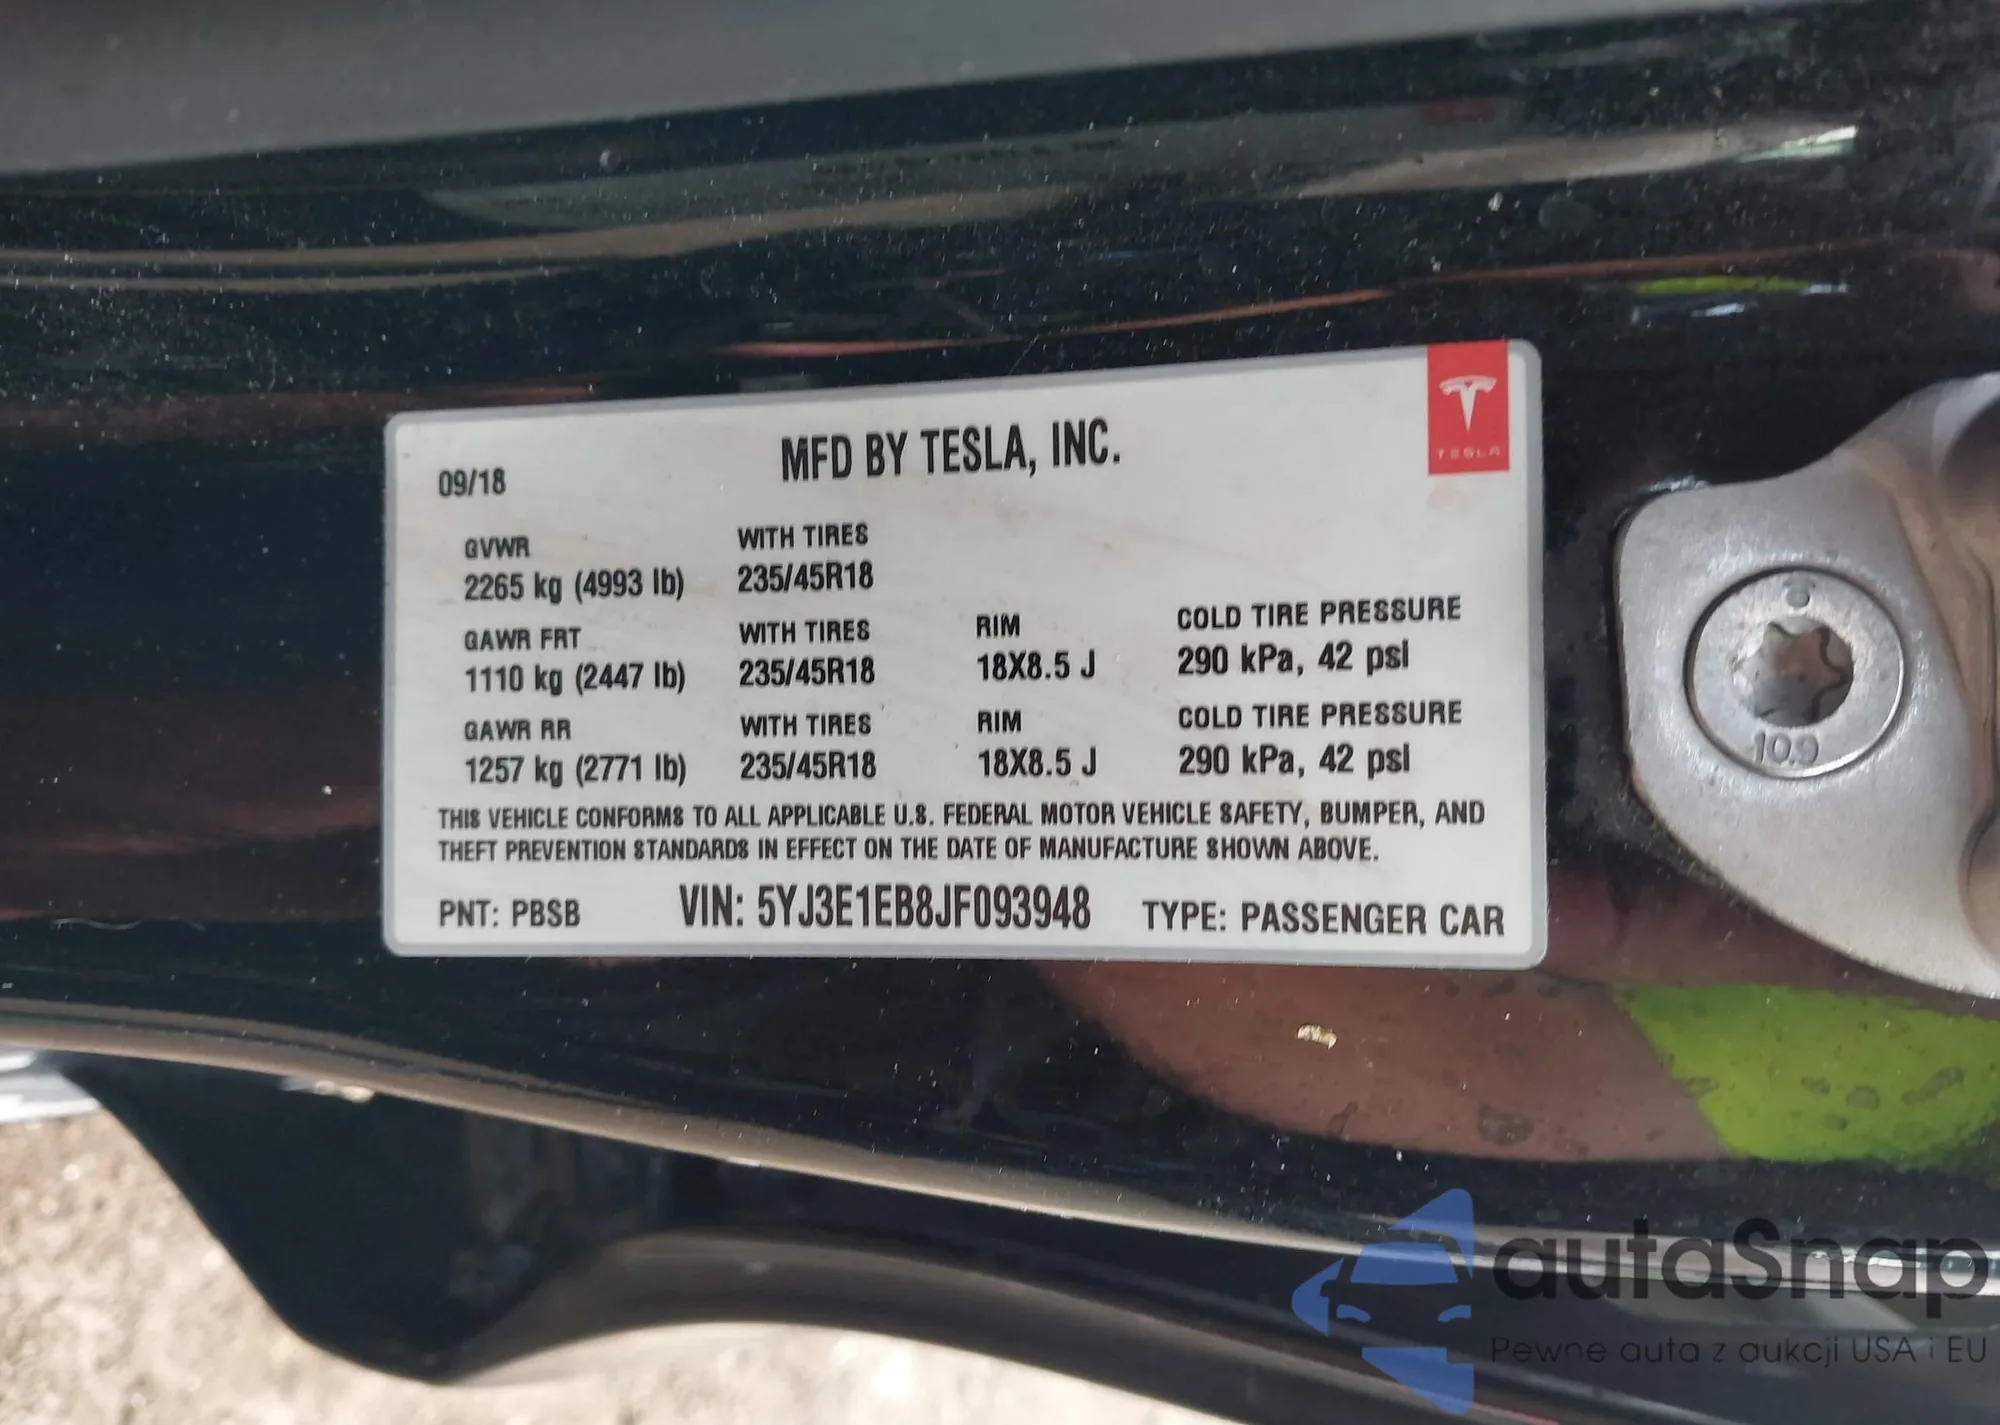 TESLA
MFD BY TESLA, INC.
09/18
GVWR WITH TIRES
2265 kg (4993 lb) 235/45R18
GAWR FRT WITH TIRES RIM COLD TIRE PRESSURE
1110 kg (2447 lb) 235/45R18 18X8.5 J 290 kPa, 42 psi
GAWR RR WITH TIRES RIM COLD TIRE PRESSURE
1257 kg (2771 lb) 235/45R18 18X8.5 J 290 kPa, 42 psi
THIS VEHICLE CONFORMS TO ALL APPLICABLE U.S. FEDERAL MOTOR VEHICLE SAFETY, BUMPER, AND
THEFT PREVENTION STANDARDS IN EFFECT ON THE DATE OF MANUFACTURE SHOWN ABOVE.
PNT: PBSB VIN: 5YJ3E1EB8JF093948 TYPE: PASSENGER CAR
10.9
autaSnap
Pewne auta z aukcji USA i EU